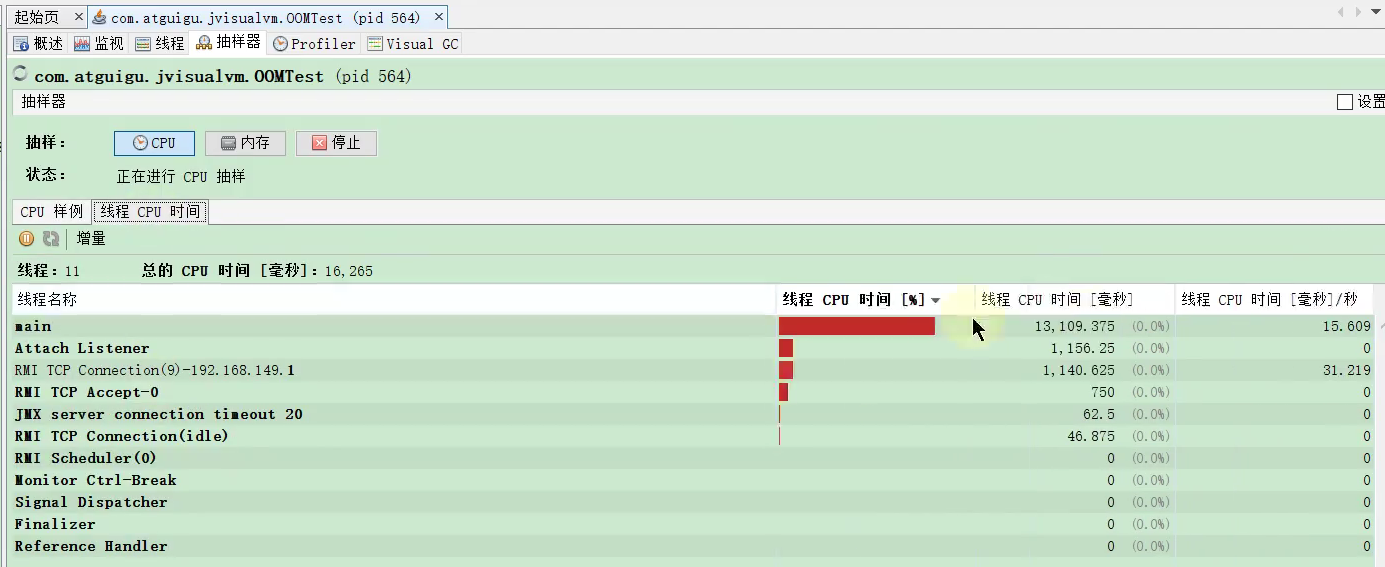 起始页 com.atguigu.jvisualvm.OOMTest (pid 564)
概述 监视 线程 抽样器 Profiler Visual GC
com.atguigu.jvisualvm.OOMTest (pid 564)
抽样器 设置
抽样： CPU 内存 停止
状态： 正在进行 CPU 抽样
CPU 样例 线程 CPU 时间
增量
线程：11 总的 CPU 时间 [毫秒]：16,265
线程名称 线程 CPU 时间 [%] 线程 CPU 时间 [毫秒] 线程 CPU 时间 [毫秒]/秒
main 13,109.375 (0.0%) 15.609
Attach Listener 1,156.25 (0.0%) 0
RMI TCP Connection(9)-192.168.149.1 1,140.625 (0.0%) 31.219
RMI TCP Accept-0 750 (0.0%) 0
JMX server connection timeout 20 62.5 (0.0%) 0
RMI TCP Connection(idle) 46.875 (0.0%) 0
RMI Scheduler(0) 0 (0.0%) 0
Monitor Ctrl-Break 0 (0.0%) 0
Signal Dispatcher 0 (0.0%) 0
Finalizer 0 (0.0%) 0
Reference Handler 0 (0.0%) 0